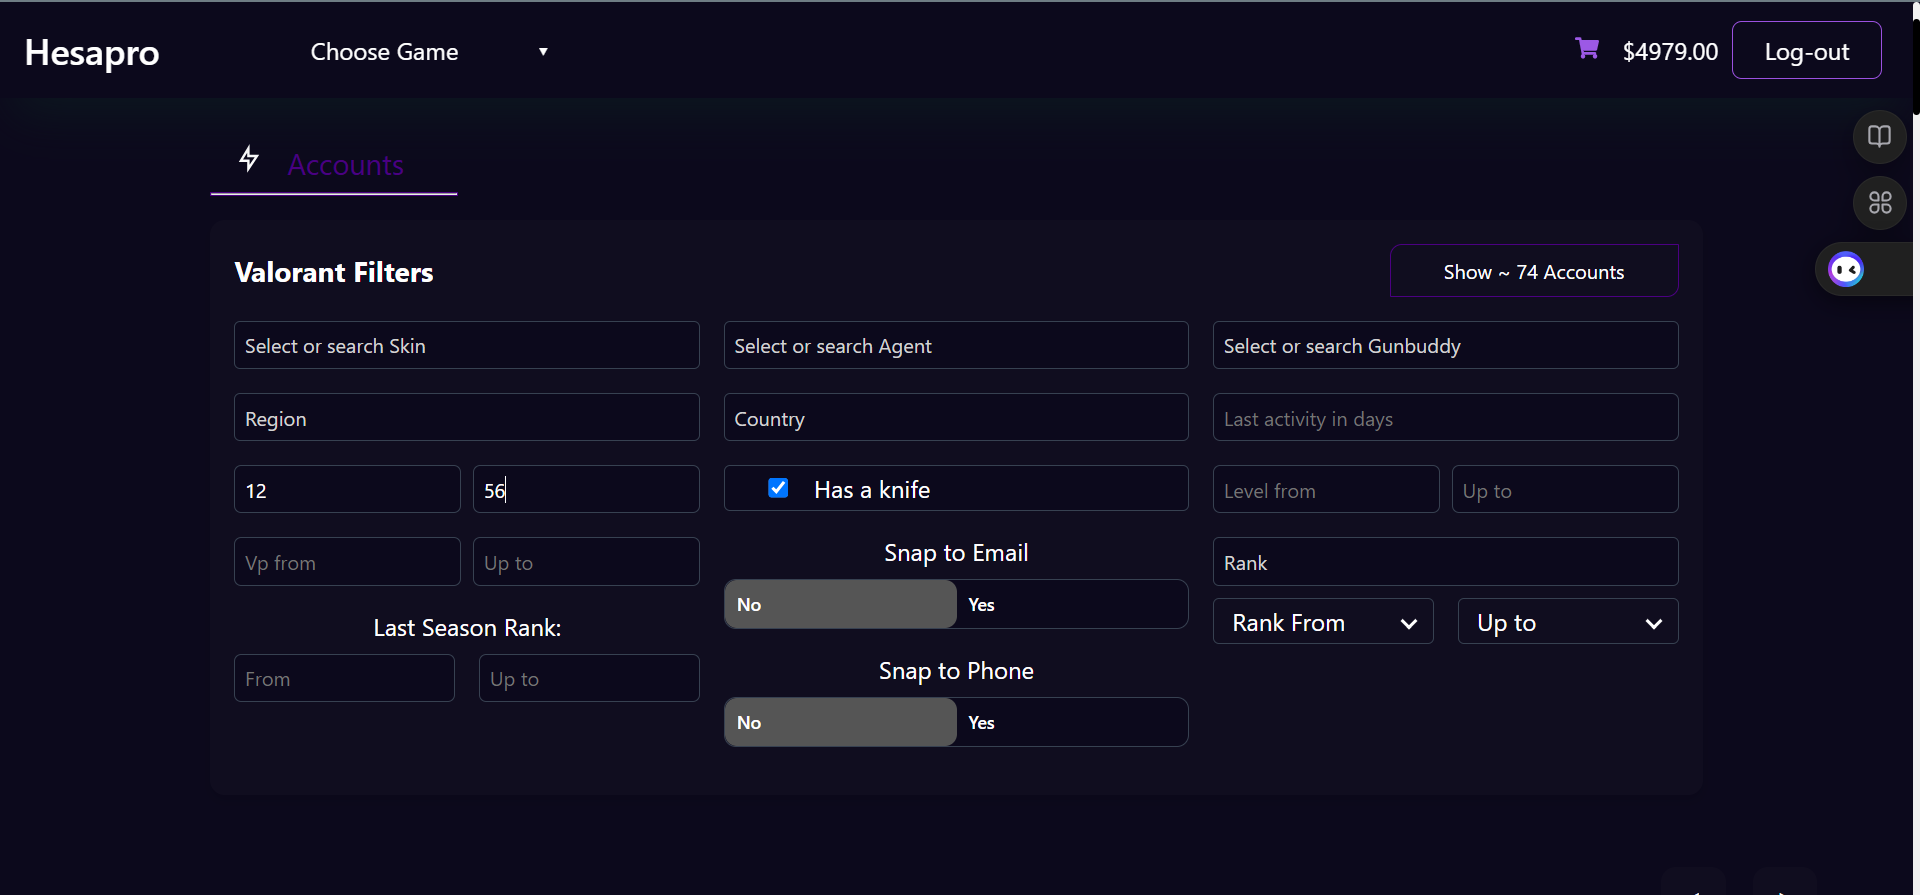 Hesapro
Choose Game
$4979.00
Log-out
Accounts
Valorant Filters
Show ~ 74 Accounts
Select or search Skin
Select or search Agent
Select or search Gunbuddy
Region
Country
Last activity in days
12
56
Has a knife
Level from
Up to
Vp from
Up to
Snap to Email
No
Yes
Rank
Rank From
Up to
Last Season Rank:
From
Up to
Snap to Phone
No
Yes